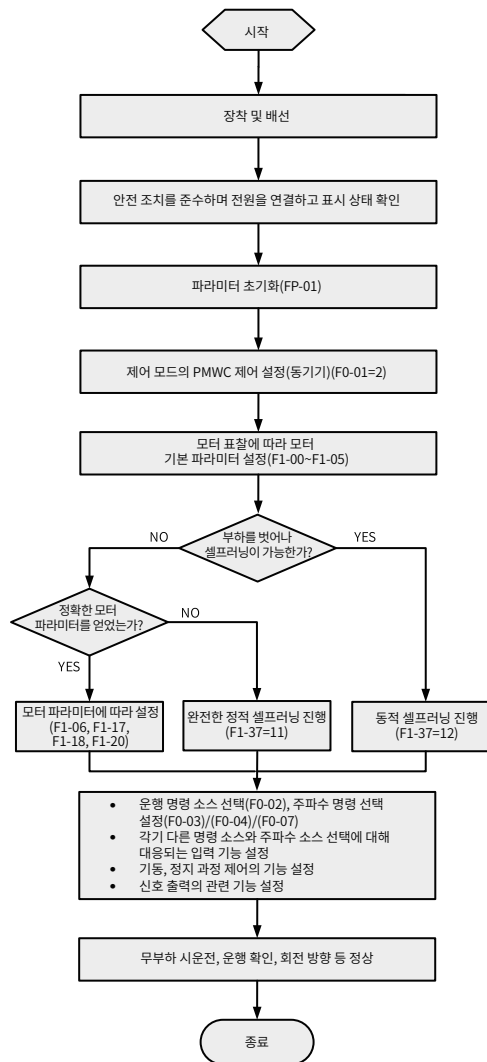 시작
장착 및 배선
안전 조치를 준수하며 전원을 연결하고 표시 상태 확인
파라미터 초기화(FP-01)
제어 모드의 PMWC 제어 설정(동기기)(F0-01=2)
모터 표찰에 따라 모터
기본 파라미터 설정(F1-00~F1-05)
부하를 벗어나
셀프러닝이 가능한가?
NO
YES
정확한 모터
파라미터를 얻었는가?
NO
YES
모터 파라미터에 따라 설정
(F1-06, F1-17,
F1-18, F1-20)
완전한 정적 셀프러닝 진행
(F1-37=11)
동적 셀프러닝 진행
(F1-37=12)
• 운행 명령 소스 선택(F0-02), 주파수 명령 선택
설정(F0-03)/(F0-04)/(F0-07)
• 각기 다른 명령 소스와 주파수 소스 선택에 대해
대응되는 입력 기능 설정
• 기동, 정지 과정 제어의 기능 설정
• 신호 출력의 관련 기능 설정
무부하 시운전, 운행 확인, 회전 방향 등 정상
종료